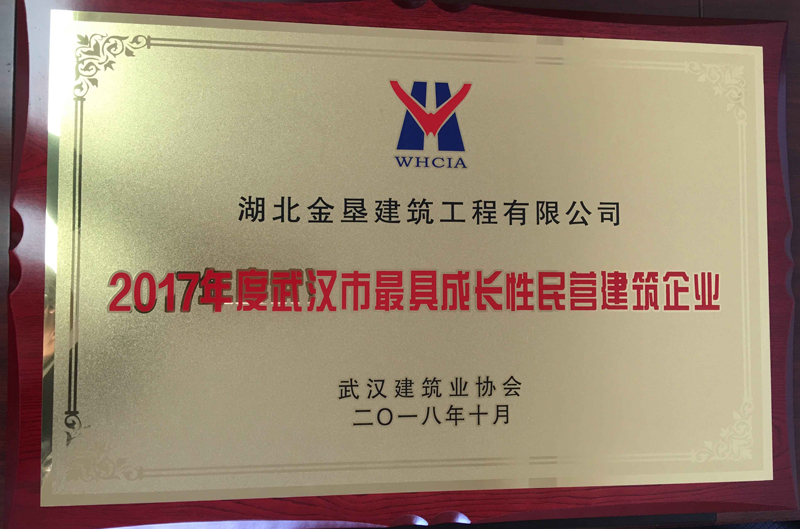 WHCIA
湖北金垦建筑工程有限公司
2017年度武汉市最具成长性民营建筑企业
武汉建筑业协会
二〇一八年十月